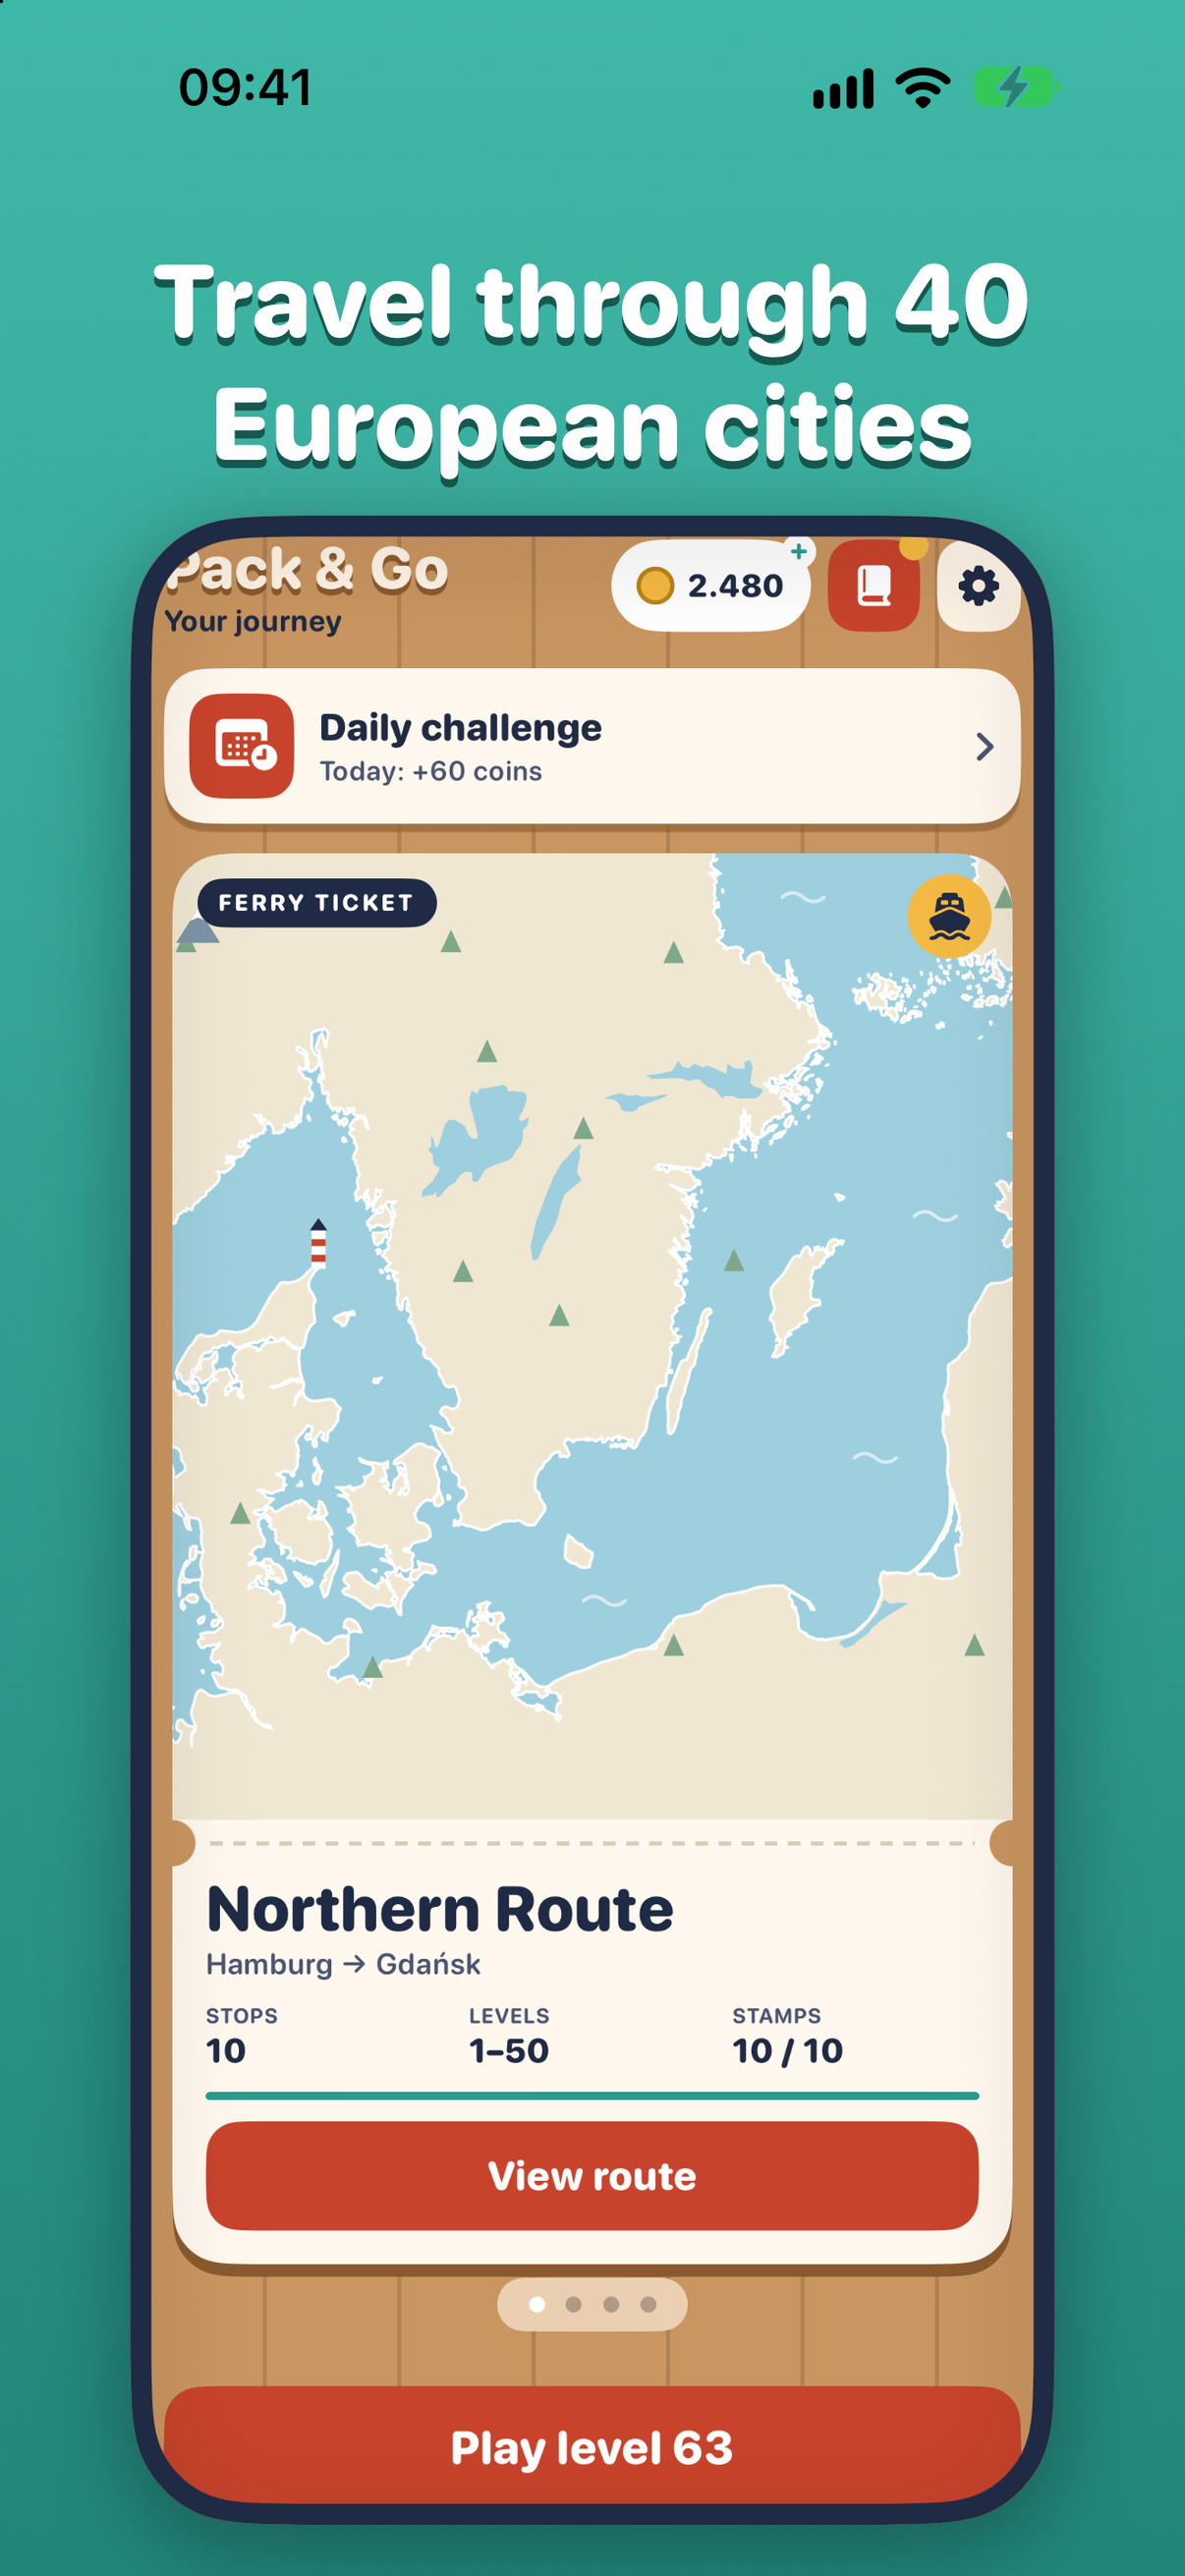 09:41
Travel through 40
European cities
Pack & Go
Your journey
+
2.480
Daily challenge
Today: +60 coins
FERRY TICKET
Northern Route
Hamburg → Gdańsk
STOPS LEVELS STAMPS
10 1–50 10 / 10
View route
Play level 63